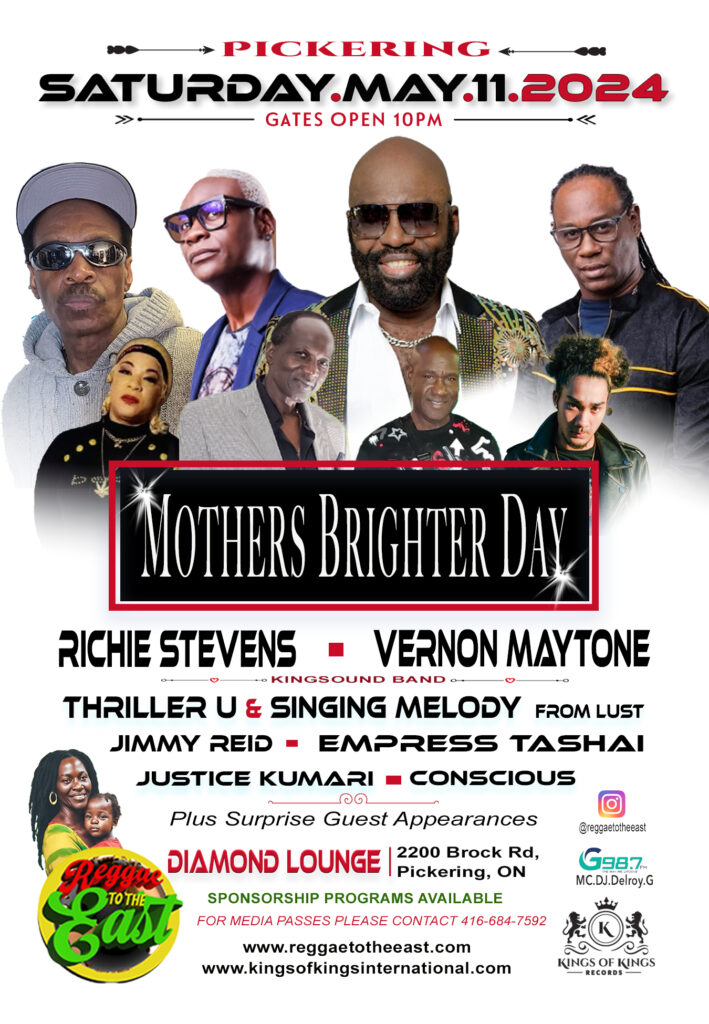 PICKERING
SATURDAY.MAY.11.2024
GATES OPEN 10PM
MOTHERS BRIGHTER DAY
RICHIE STEVENS - VERNON MAYTONE
KINGSOUND BAND
THRILLER U & SINGING MELODY FROM LUST
JIMMY REID - EMPRESS TASHAI
JUSTICE KUMARI - CONSCIOUS
Plus Surprise Guest Appearances
@reggaetotheeast
DIAMOND LOUNGE | 2200 Brock Rd,
Pickering, ON
G98.7FM
MC.DJ.Delroy.G
Reggae
TO THE
East
SPONSORSHIP PROGRAMS AVAILABLE
FOR MEDIA PASSES PLEASE CONTACT 416-684-7592
www.reggaetotheeast.com
www.kingsofkingsinternational.com
K
KINGS OF KINGS
RECORDS